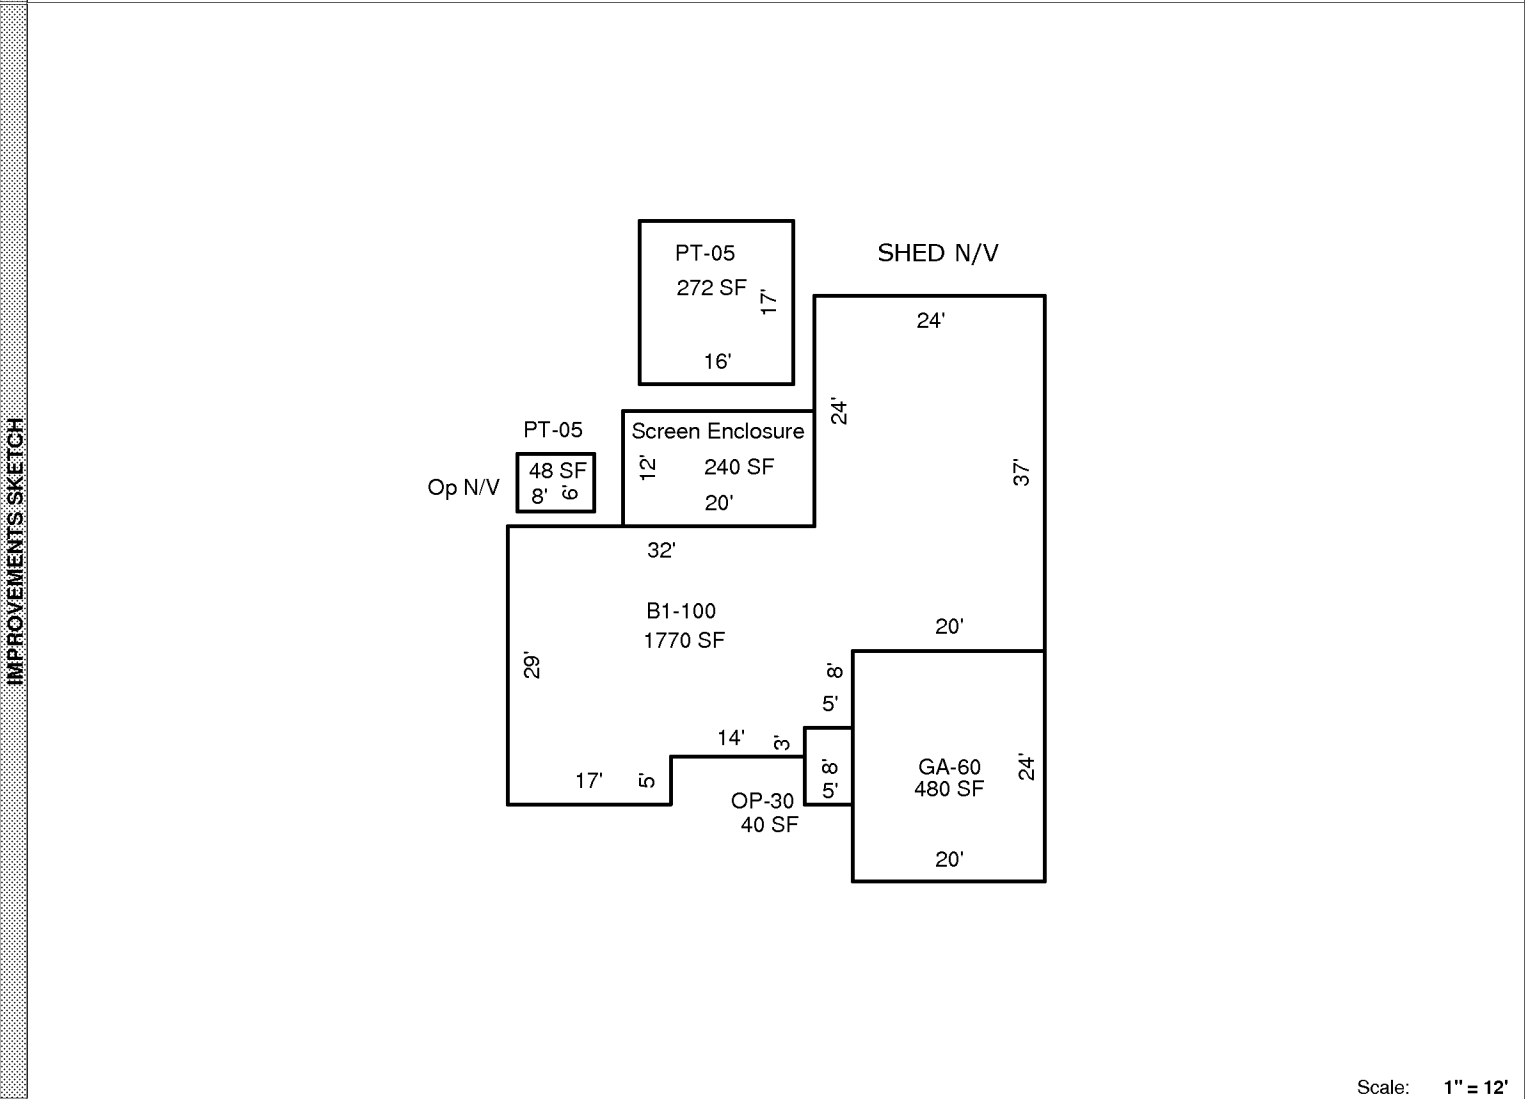 IMPROVEMENTS SKETCH
PT-05
272 SF
17'
16'
SHED N/V
24'
24'
37'
PT-05
48 SF
8' 6'
Op N/V
Screen Enclosure
12'
240 SF
20'
32'
B1-100
1770 SF
29'
20'
8'
5'
14'
3'
17'
5'
8'
5'
OP-30
40 SF
GA-60
480 SF
24'
20'
Scale: 1" = 12'